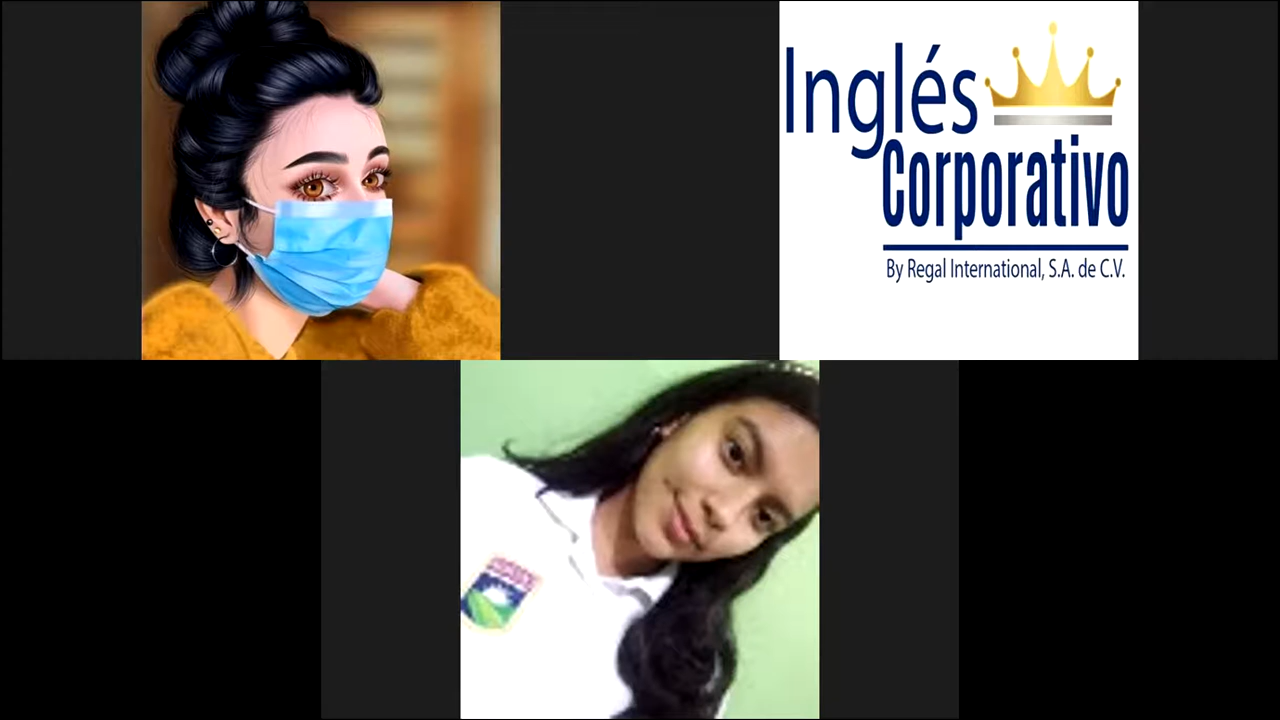 Inglés
Corporativo
By Regal International, S.A. de C.V.